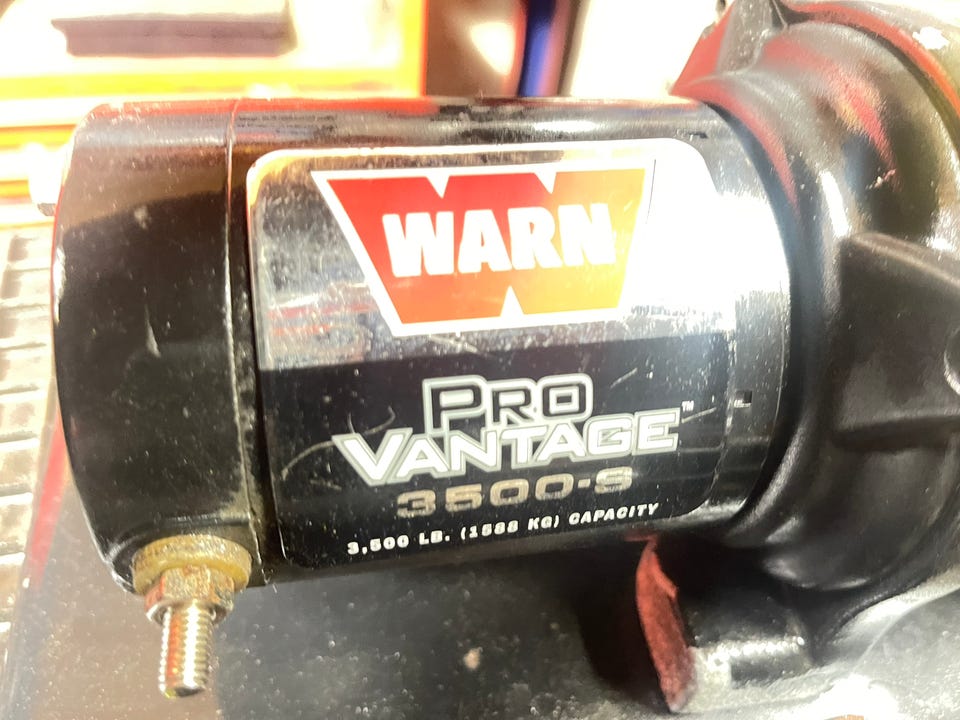 WARN
PRO
VANTAGE™
3500-S
3,500 LB. (1588 KG) CAPACITY